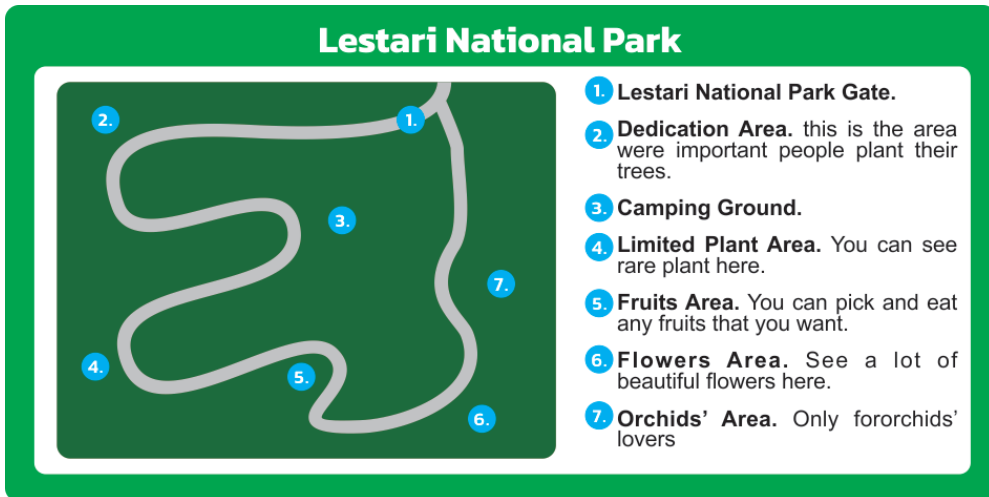 Lestari National Park
2.
1.
3.
7.
4.
5.
6.
1. Lestari National Park Gate.
2. Dedication Area. this is the area
were important people plant their
trees.
3. Camping Ground.
4. Limited Plant Area. You can see
rare plant here.
5. Fruits Area. You can pick and eat
any fruits that you want.
6. Flowers Area. See a lot of
beautiful flowers here.
7. Orchids’ Area. Only fororchids’
lovers